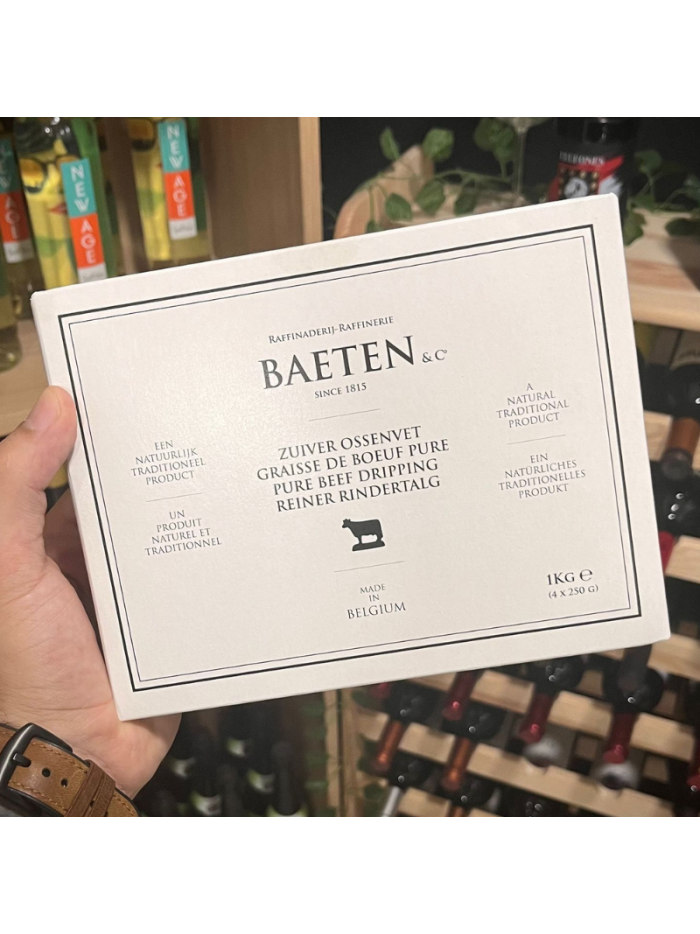 NEW AGE
NEW AGE
RAFFINADERIJ-RAFFINERIE
BAETEN & Cº
SINCE 1815
EEN
NATUURLIJK
TRADITIONEEL
PRODUCT
UN
PRODUIT
NATUREL ET
TRADITIONNEL
ZUIVER OSSENVET
GRAISSE DE BOEUF PURE
PURE BEEF DRIPPING
REINER RINDERTALG
MADE
IN
BELGIUM
A
NATURAL
TRADITIONAL
PRODUCT
EIN
NATÜRLICHES
TRADITIONELLES
PRODUKT
1KG ℮
(4 X 250 G)